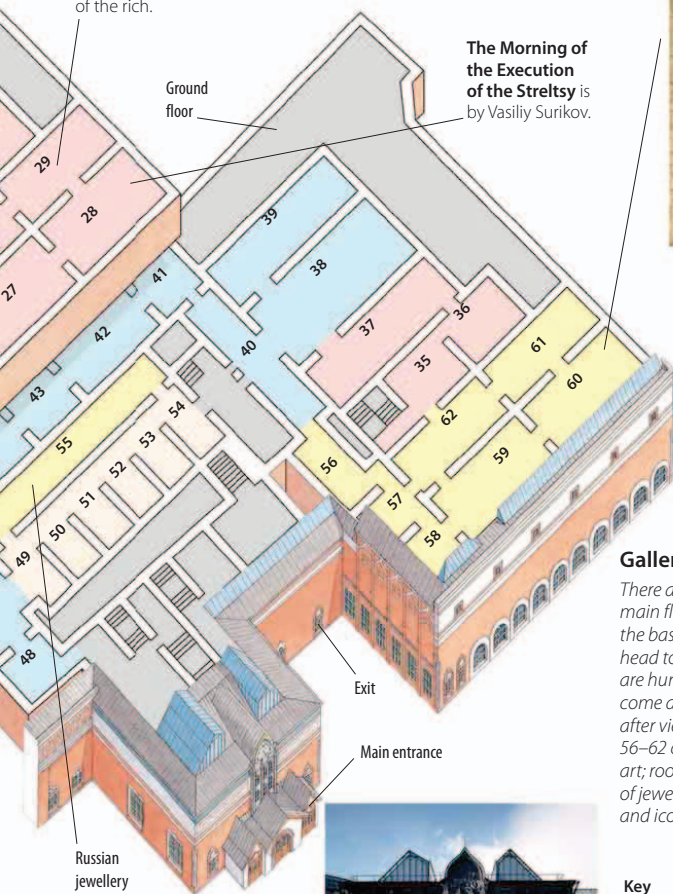 of the rich.
Ground
floor
The Morning of
the Execution
of the Streltsy is
by Vasiliy Surikov.
29
28
27
39
38
41
42
43
40
37
36
35
61
60
62
59
56
57
58
55
54
53
52
51
50
49
48
Exit
Main entrance
Russian
jewellery
Galler
There a
main fl
the bas
head to
are hun
come
after vie
56–62
art; roo
of jewe
and ico
Key